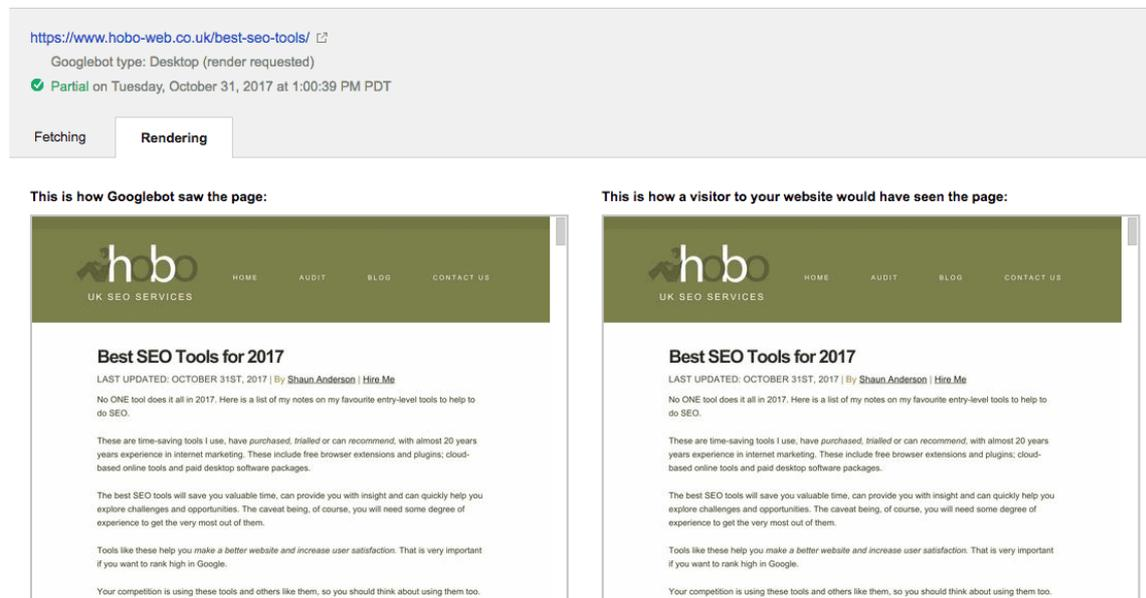 https://www.hobo-web.co.uk/best-seo-tools/
Googlebot type: Desktop (render requested)
Partial on Tuesday, October 31, 2017 at 1:00:39 PM PDT
Fetching
Rendering
This is how Googlebot saw the page:
hobo
UK SEO SERVICES
HOME AUDIT BLOG CONTACT US
Best SEO Tools for 2017
LAST UPDATED: OCTOBER 31ST, 2017 | By Shaun Anderson | Hire Me
No ONE tool does it all in 2017. Here is a list of my notes on my favourite entry-level tools to help to
do SEO.
These are time-saving tools I use, have purchased, trialled or can recommend, with almost 20 years
years experience in internet marketing. These include free browser extensions and plugins; cloud-
based online tools and paid desktop software packages.
The best SEO tools will save you valuable time, can provide you with insight and can quickly help you
explore challenges and opportunities. The caveat being, of course, you will need some degree of
experience to get the very most out of them.
Tools like these help you make a better website and increase user satisfaction. That is very important
if you want to rank high in Google.
Your competition is using these tools and others like them, so you should think about using them too.
This is how a visitor to your website would have seen the page:
hobo
UK SEO SERVICES
HOME AUDIT BLOG CONTACT US
Best SEO Tools for 2017
LAST UPDATED: OCTOBER 31ST, 2017 | By Shaun Anderson | Hire Me
No ONE tool does it all in 2017. Here is a list of my notes on my favourite entry-level tools to help to
do SEO.
These are time-saving tools I use, have purchased, trialled or can recommend, with almost 20 years
years experience in internet marketing. These include free browser extensions and plugins; cloud-
based online tools and paid desktop software packages.
The best SEO tools will save you valuable time, can provide you with insight and can quickly help you
explore challenges and opportunities. The caveat being, of course, you will need some degree of
experience to get the very most out of them.
Tools like these help you make a better website and increase user satisfaction. That is very important
if you want to rank high in Google.
Your competition is using these tools and others like them, so you should think about using them too.